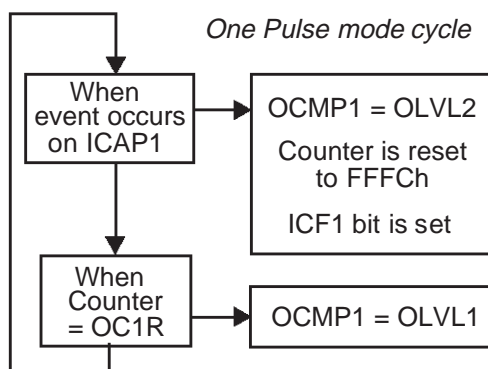 One Pulse mode cycle
When
event occurs
on ICAP1
OCMP1 = OLVL2
Counter is reset
to FFFCh
ICF1 bit is set
When
Counter
= OC1R
OCMP1 = OLVL1